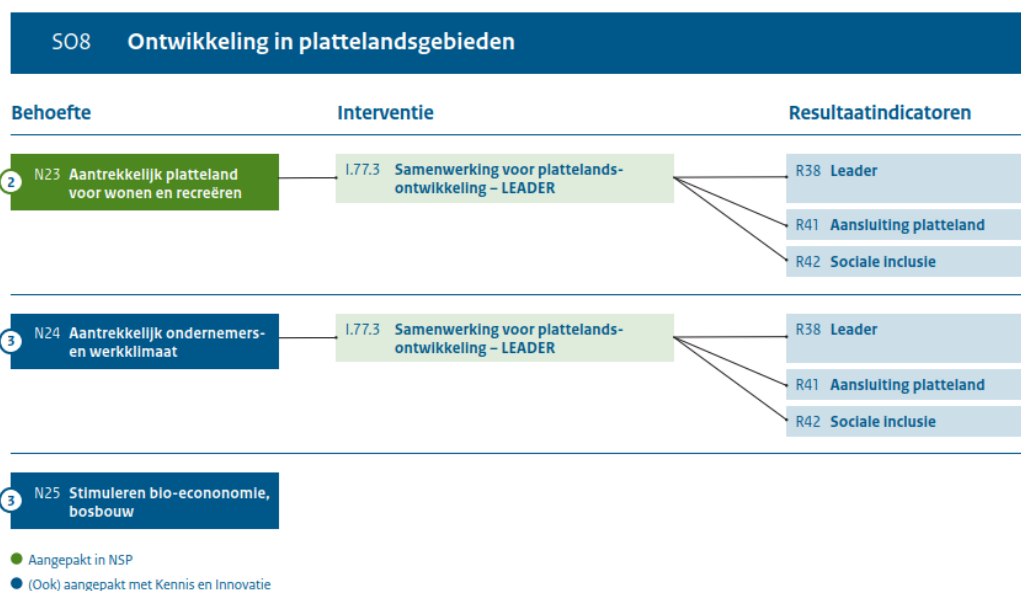 SO8 Ontwikkeling in plattelandsgebieden
Behoefte Interventie Resultaatindicatoren
2 N23 Aantrekkelijk platteland
voor wonen en recreëren
I.77.3 Samenwerking voor plattelands-
ontwikkeling – LEADER
R38 Leader
R41 Aansluiting platteland
R42 Sociale inclusie
3 N24 Aantrekkelijk ondernemers-
en werkklimaat
I.77.3 Samenwerking voor plattelands-
ontwikkeling – LEADER
R38 Leader
R41 Aansluiting platteland
R42 Sociale inclusie
3 N25 Stimuleren bio-econonomie,
bosbouw
Aangepakt in NSP
(Ook) aangepakt met Kennis en Innovatie